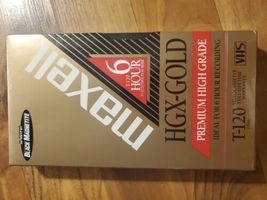 maxell
6
HOUR
HGX-GOLD
PREMIUM HIGH GRADE
IDEAL FOR 6 HOUR RECORDING
T-120
VHS
BLACK MAGNETITE